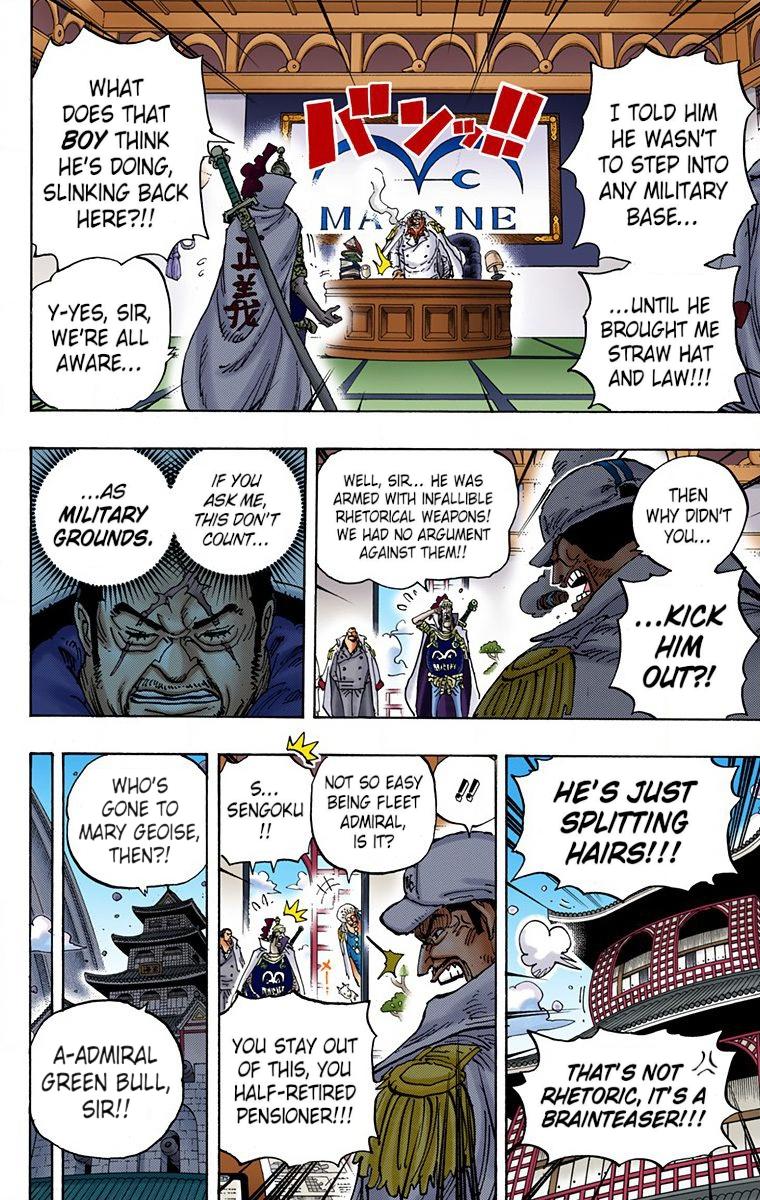 I TOLD HIM
HE WASN'T
TO STEP INTO
ANY MILITARY
BASE...
...UNTIL HE
BROUGHT ME
STRAW HAT
AND LAW!!!
バンッ!!
MARINE
WHAT
DOES THAT
BOY THINK
HE'S DOING,
SLINKING BACK
HERE?!!
正義
Y-YES, SIR,
WE'RE ALL
AWARE...
THEN
WHY DIDN'T
YOU...
...KICK
HIM
OUT?!
WELL, SIR... HE WAS
ARMED WITH INFALLIBLE
RHETORICAL WEAPONS!
WE HAD NO ARGUMENT
AGAINST THEM!!
IF YOU
ASK ME,
THIS DON'T
COUNT...
...AS
MILITARY
GROUNDS.
HE'S JUST
SPLITTING
HAIRS!!!
THAT'S NOT
RHETORIC, IT'S A
BRAINTEASER!!!
!!
NOT SO EASY
BEING FLEET
ADMIRAL,
IS IT?
S...
SENGOKU
!!
YOU STAY OUT
OF THIS, YOU
HALF-RETIRED
PENSIONER!!!
WHO'S
GONE TO
MARY GEOISE,
THEN?!
A-ADMIRAL
GREEN BULL,
SIR!!